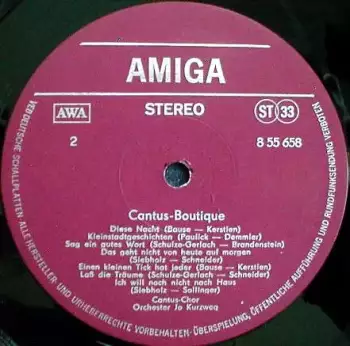 AMIGA
AWA
STEREO
ST 33
2
8 55 658
Cantus-Boutique
Diese Nacht (Bause — Kerstien)
Kleinstadtgeschichten (Paulick — Demmler)
Sag ein gutes Wort (Schulze-Gerlach — Brandenstein)
Das geht nicht von heute auf morgen
(Siebholz — Schneider)
Einen kleinen Tick hat jeder (Bause — Kerstien)
Laß die Träume (Schulze-Gerlach — Schneider)
Ich will noch nicht nach Haus
(Siebholz — Sollinger)
Cantus-Chor
Orchester Jo Kurzweg
VEB DEUTSCHE SCHALLPLATTEN ALLE HERSTELLER- UND URHEBERRECHTE VORBEHALTEN · ÜBERSPIELUNG, ÖFFENTLICHE AUFFÜHRUNG UND RUNDFUNKSENDUNG VERBOTEN